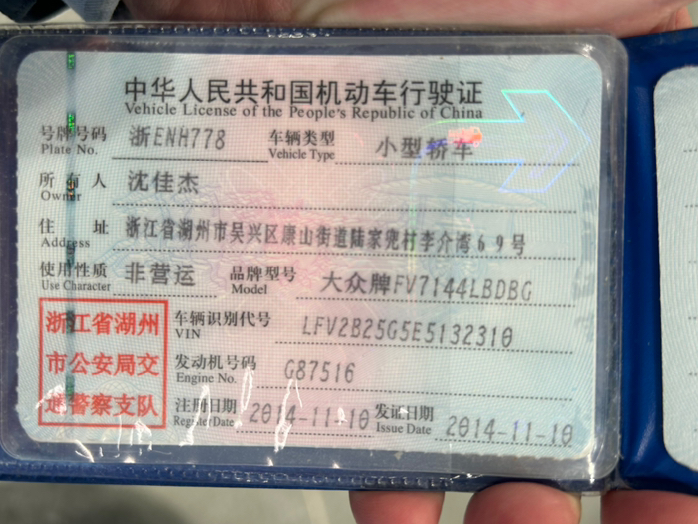 中华人民共和国机动车行驶证
Vehicle License of the People's Republic of China
号牌号码 浙ENH778 车辆类型 小型轿车
Plate No. Vehicle Type
所有人 沈佳杰
Owner
住址 浙江省湖州市吴兴区康山街道陆家兜村李介湾69号
Address
使用性质 非营运 品牌型号 大众牌FV7144LBDBG
Use Character Model
浙江省湖州 车辆识别代号 LFV2B25G5E5132310
VIN
市公安局交 发动机号码 G87516
Engine No.
通警察支队 注册日期 2014-11-10 发证日期 2014-11-10
Register Date Issue Date